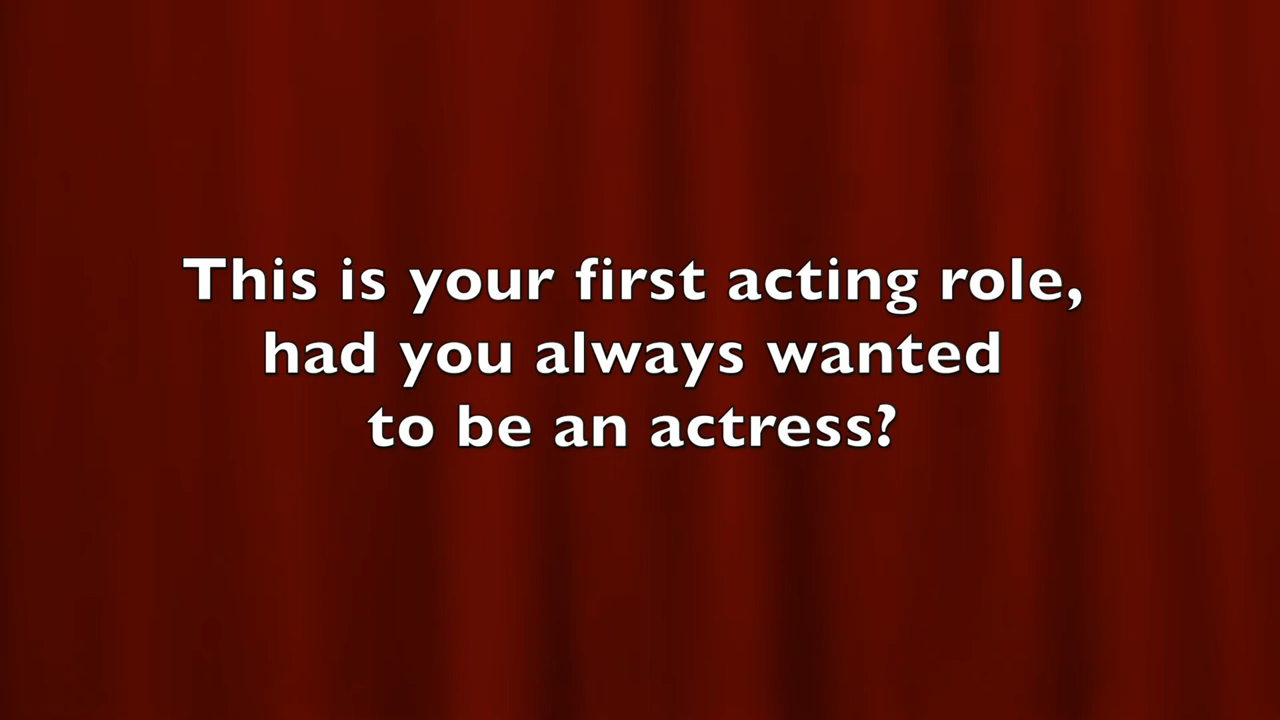 This is your first acting role,
had you always wanted
to be an actress?